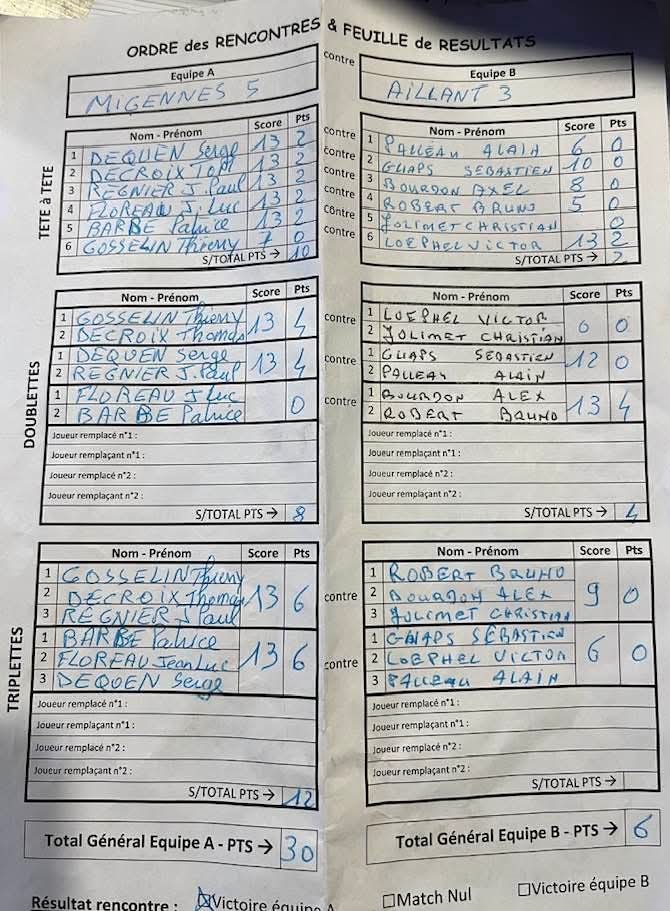 ORDRE des RENCONTRES & FEUILLE de RESULTATS
Equipe A contre Equipe B
MIGENNES 5 AILLANT 3
TETE à TETE
Nom - Prénom Score Pts contre Nom - Prénom Score Pts
1 DEQUEN Serge 13 2 contre 1 PALLEAU ALAIN 6 0
2 DECROIX TOM 13 2 contre 2 GUAPS SEBASTIEN 10 0
3 REGNIER J. Paul 13 2 contre 3 BOURDON AXEL 8 0
4 FLOREAU J. Luc 13 2 contre 4 ROBERT BRUNO 5 0
5 BARBE Patrice 13 2 contre 5 JOLIMET CHRISTIAN 0
6 GOSSELIN Thierry 7 0 contre 6 LOEPHEL VICTOR 13 2
S/TOTAL PTS → 10 S/TOTAL PTS → 2
DOUBLETTES
Nom - Prénom Score Pts Nom - Prénom Score Pts
1 GOSSELIN Thierry 13 4 contre 1 LOEPHEL VICTOR 0 0
2 DECROIX Thomas 2 JOLIMET CHRISTIAN
1 DEQUEN Serge 13 4 contre 1 GUAPS SEBASTIEN 12 0
2 REGNIER J. Paul 2 PALLEAU ALAIN
1 FLOREAU J Luc 0 contre 1 BOURDON ALEX 13 4
2 BARBE Patrice 2 ROBERT BRUNO
Joueur remplacé n°1 : Joueur remplacé n°1 :
Joueur remplaçant n°1 : Joueur remplaçant n°1 :
Joueur remplacé n°2 : Joueur remplacé n°2 :
Joueur remplaçant n°2 : Joueur remplaçant n°2 :
S/TOTAL PTS → 8 S/TOTAL PTS → 4
TRIPLETTES
Nom - Prénom Score Pts Nom - Prénom Score Pts
1 GOSSELIN Thierry 1 ROBERT BRUNO
2 DECROIX Thomas 13 6 contre 2 BOURDON ALEX 9 0
3 REGNIER J Paul 3 JOLIMET CHRISTIAN
1 BARBE Patrice 1 GUAPS SÉBASTIEN
2 FLOREAU Jean Luc 13 6 contre 2 LOEPHEL VICTOR 6 0
3 DEQUEN Serge 3 PALLEAU ALAIN
Joueur remplacé n°1 : Joueur remplacé n°1 :
Joueur remplaçant n°1 : Joueur remplaçant n°1 :
Joueur remplacé n°2 : Joueur remplacé n°2 :
Joueur remplaçant n°2 : Joueur remplaçant n°2 :
S/TOTAL PTS → 12 S/TOTAL PTS →
Total Général Equipe A - PTS → 30 Total Général Equipe B - PTS → 6
Résultat rencontre : ☒Victoire équipe A ☐Match Nul ☐Victoire équipe B